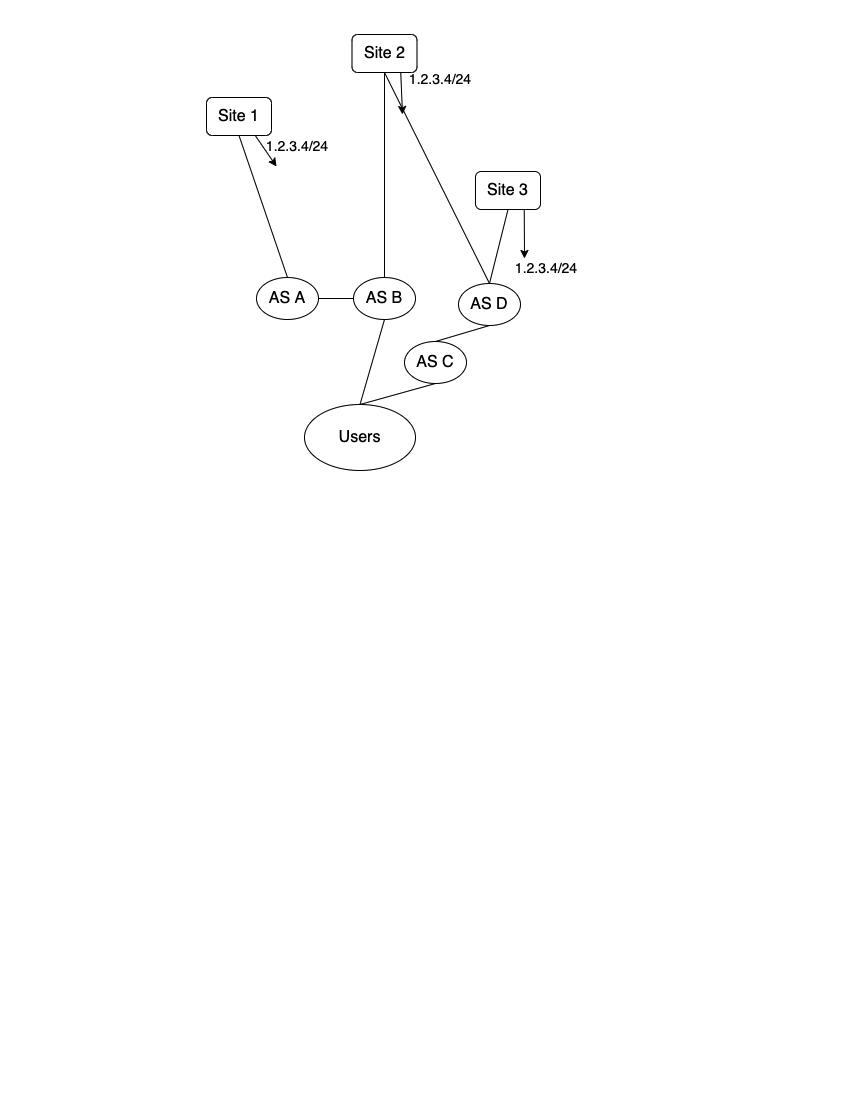 Site 2
1.2.3.4/24
Site 1
1.2.3.4/24
Site 3
1.2.3.4/24
AS A
AS B
AS D
AS C
Users